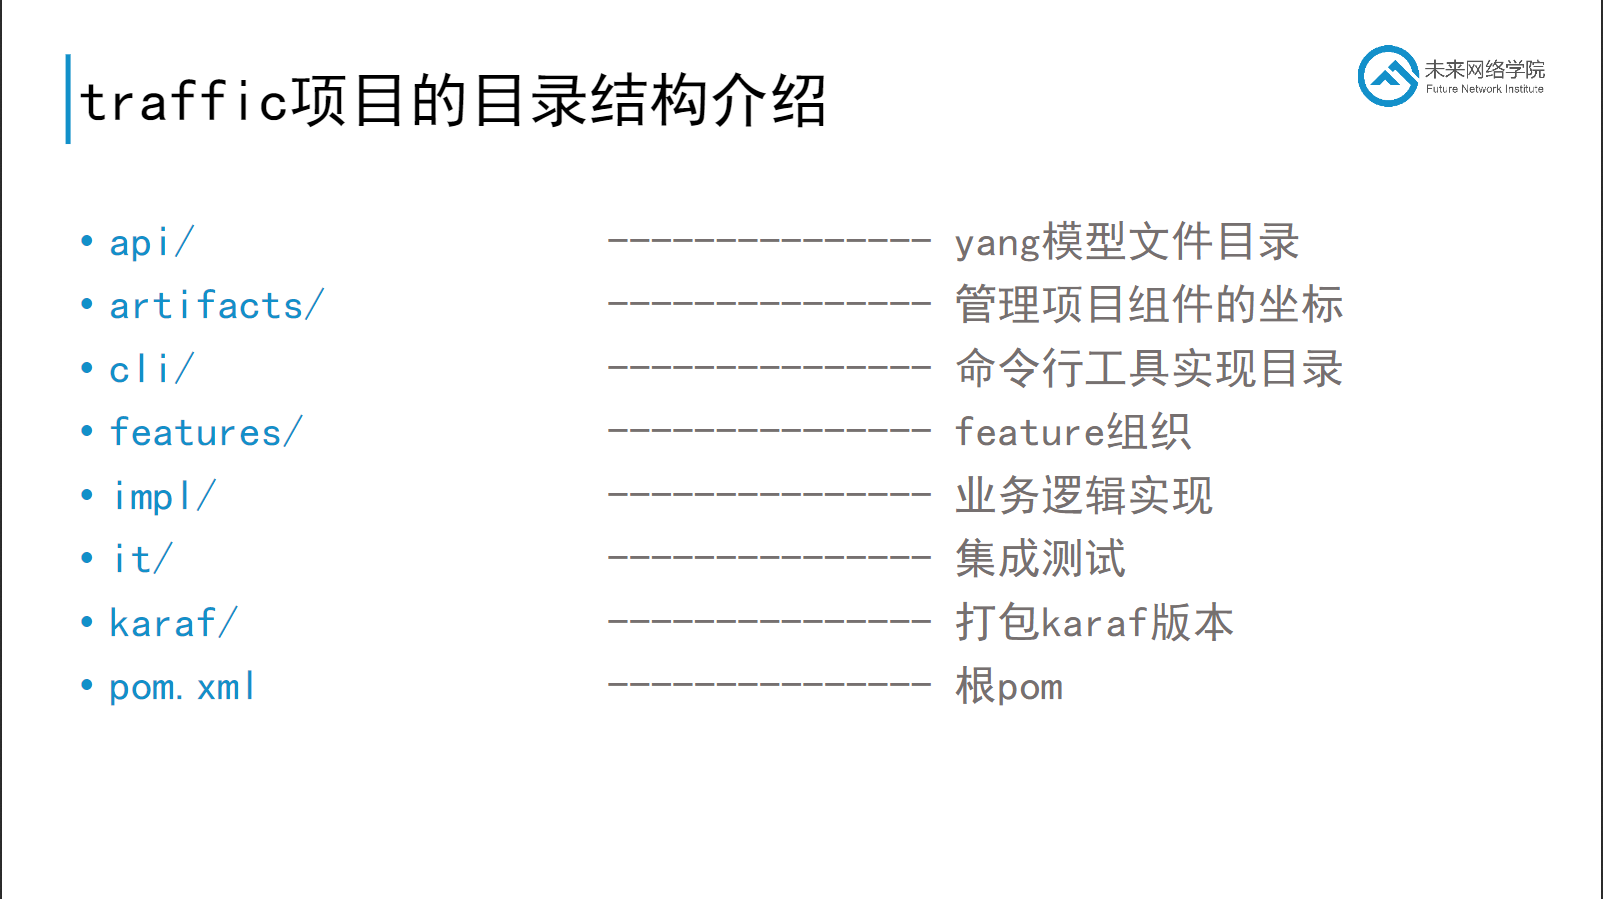 traffic项目的目录结构介绍
未来网络学院
Future Network Institute
• api/ --------------- yang模型文件目录
• artifacts/ --------------- 管理项目组件的坐标
• cli/ --------------- 命令行工具实现目录
• features/ --------------- feature组织
• impl/ --------------- 业务逻辑实现
• it/ --------------- 集成测试
• karaf/ --------------- 打包karaf版本
• pom.xml --------------- 根pom